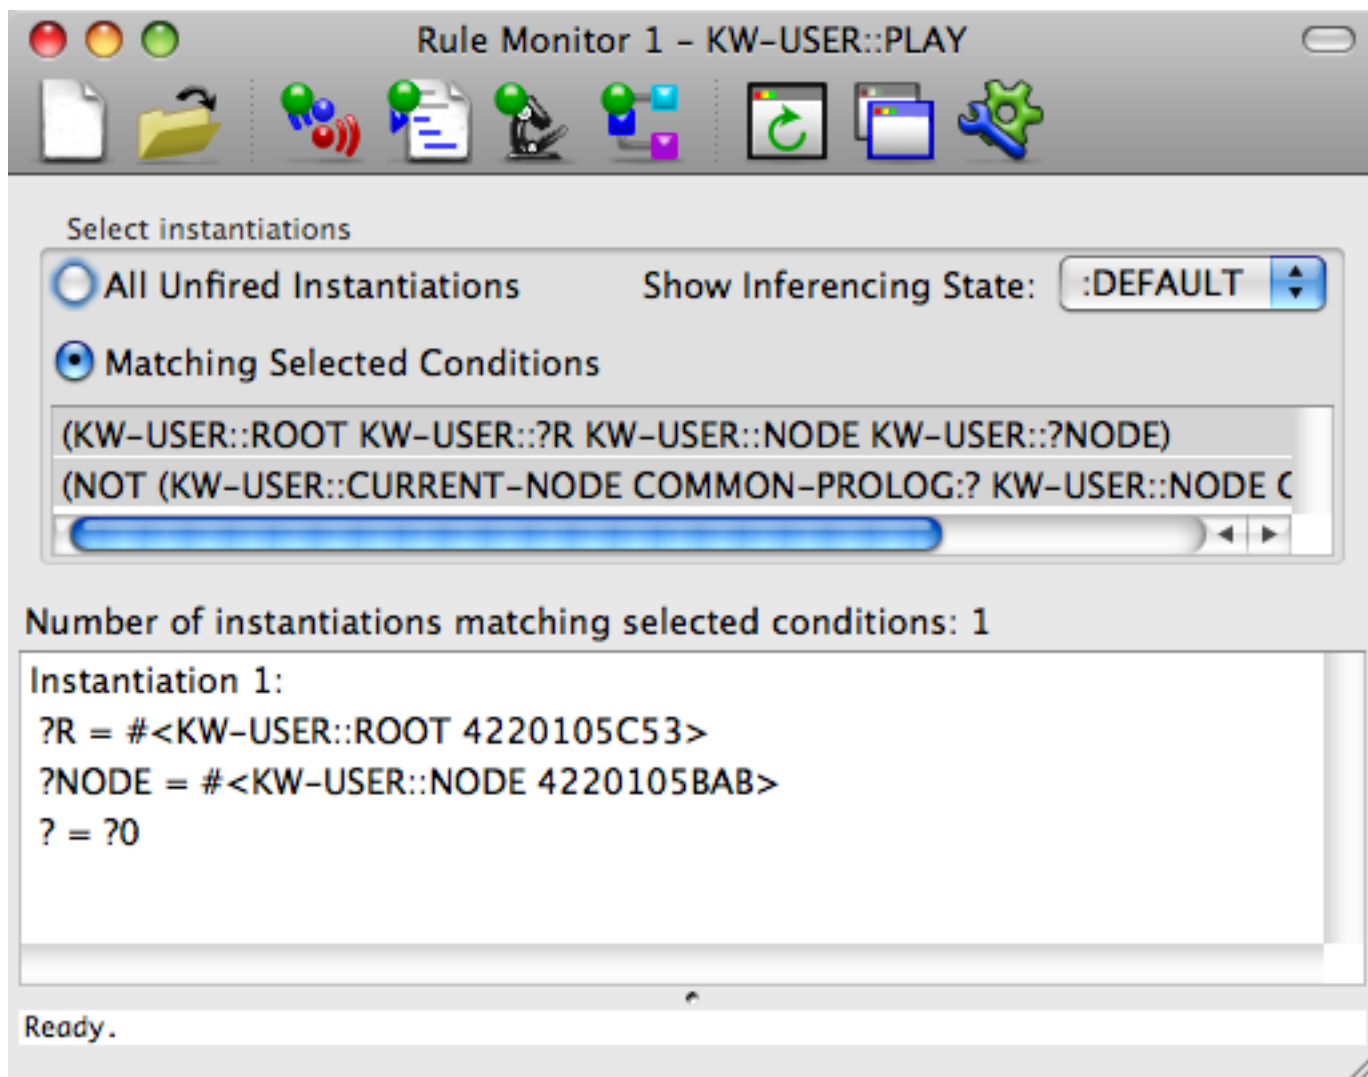 Rule Monitor 1 – KW-USER::PLAY
Select instantiations
All Unfired Instantiations Show Inferencing State: :DEFAULT
Matching Selected Conditions
(KW-USER::ROOT KW-USER::?R KW-USER::NODE KW-USER::?NODE)
(NOT (KW-USER::CURRENT-NODE COMMON-PROLOG:? KW-USER::NODE C
Number of instantiations matching selected conditions: 1
Instantiation 1:
?R = #<KW-USER::ROOT 4220105C53>
?NODE = #<KW-USER::NODE 4220105BAB>
? = ?0
Ready.